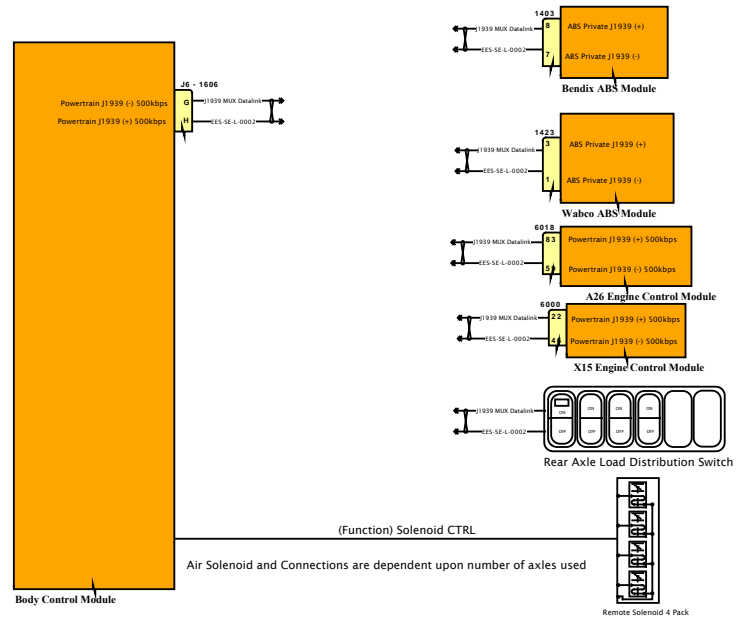 J6 - 1606
Powertrain J1939 (-) 500kbps
G
J1939 MUX Datalink
Powertrain J1939 (+) 500kbps
H
EES-SE-L-0002
Body Control Module
1403
J1939 MUX Datalink
8
ABS Private J1939 (+)
EES-SE-L-0002
7
ABS Private J1939 (-)
Bendix ABS Module
1423
J1939 MUX Datalink
3
ABS Private J1939 (+)
EES-SE-L-0002
1
ABS Private J1939 (-)
Wabco ABS Module
6018
J1939 MUX Datalink
83
Powertrain J1939 (+) 500kbps
EES-SE-L-0002
Powertrain J1939 (-) 500kbps
A26 Engine Control Module
6000
J1939 MUX Datalink
22
Powertrain J1939 (+) 500kbps
EES-SE-L-0002
Powertrain J1939 (-) 500kbps
X15 Engine Control Module
J1939 MUX Datalink
ON ON ON ON
EES-SE-L-0002
OFF OFF OFF OFF
Rear Axle Load Distribution Switch
(Function) Solenoid CTRL
Air Solenoid and Connections are dependent upon number of axles used
Remote Solenoid 4 Pack